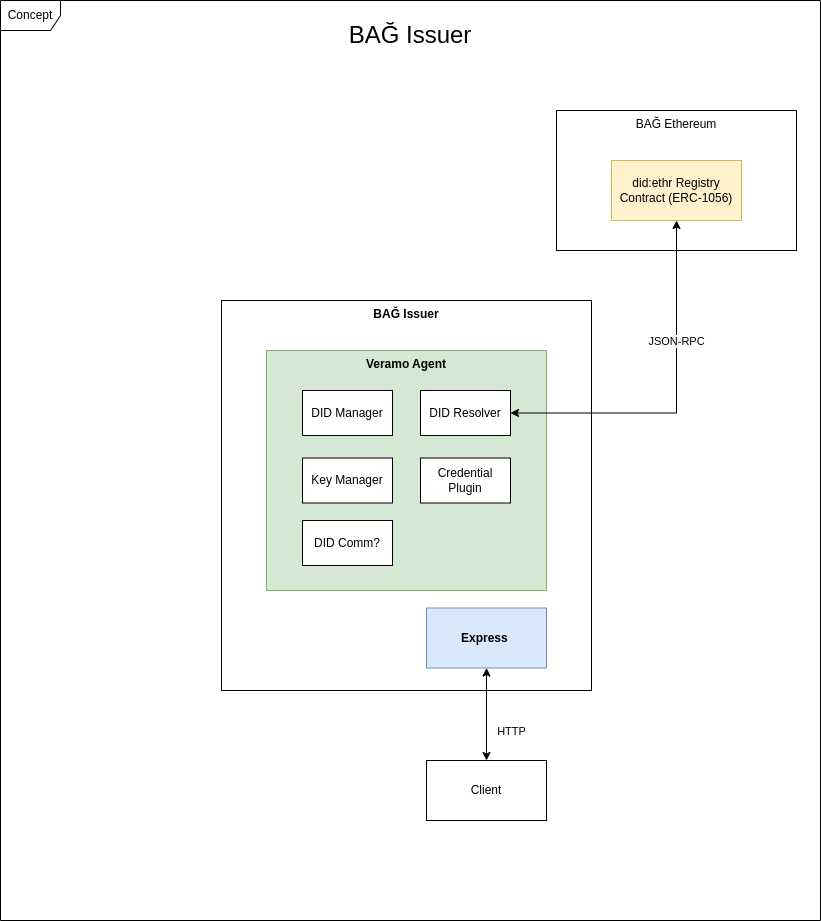 Concept
BAĞ Issuer
BAĞ Ethereum
did:ethr Registry
Contract (ERC-1056)
JSON-RPC
BAĞ Issuer
Veramo Agent
DID Manager
DID Resolver
Key Manager
Credential
Plugin
DID Comm?
Express
HTTP
Client